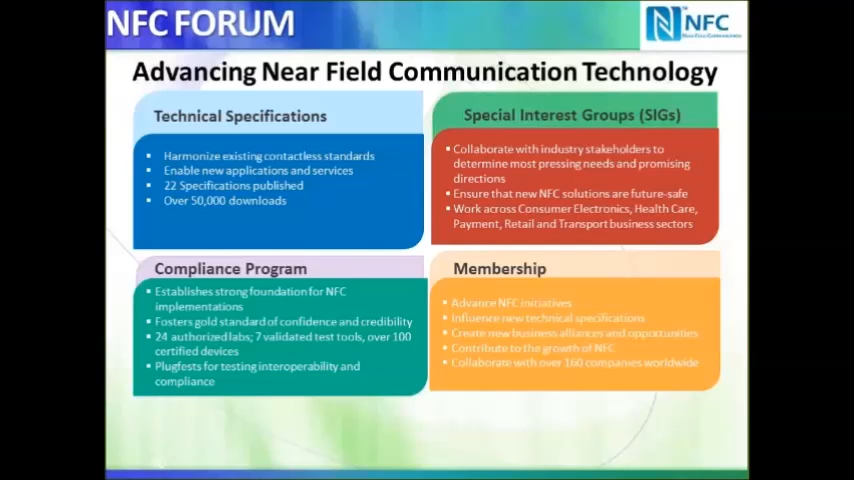 NFC FORUM
NFC
Advancing Near Field Communication Technology
Technical Specifications
▪ Harmonize existing contactless standards
▪ Enable new applications and services
▪ 22 Specifications published
▪ Over 50,000 downloads
Special Interest Groups (SIGs)
▪ Collaborate with industry stakeholders to
determine most pressing needs and promising
directions
▪ Ensure that new NFC solutions are future-safe
▪ Work across Consumer Electronics, Health Care,
Payment, Retail and Transport business sectors
Compliance Program
▪ Establishes strong foundation for NFC
implementations
▪ Fosters gold standard of confidence and credibility
▪ 24 authorized labs; 7 validated test tools, over 100
certified devices
▪ Plugfests for testing interoperability and
compliance
Membership
▪ Advance NFC initiatives
▪ Influence new technical specifications
▪ Create new business alliances and opportunities
▪ Contribute to the growth of NFC
▪ Collaborate with over 160 companies worldwide